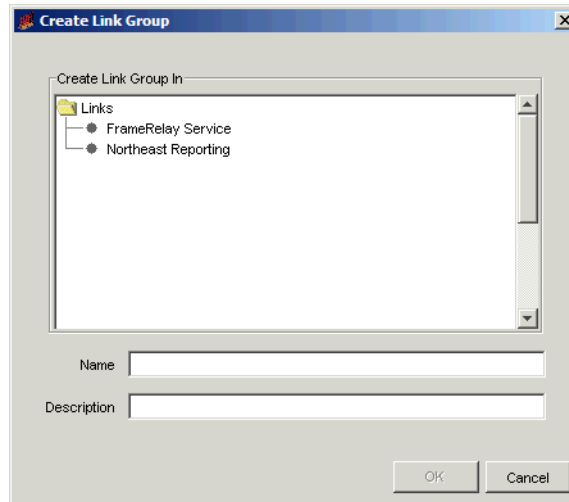 Create Link Group
Create Link Group In
Links
FrameRelay Service
Northeast Reporting
Name
Description
OK
Cancel